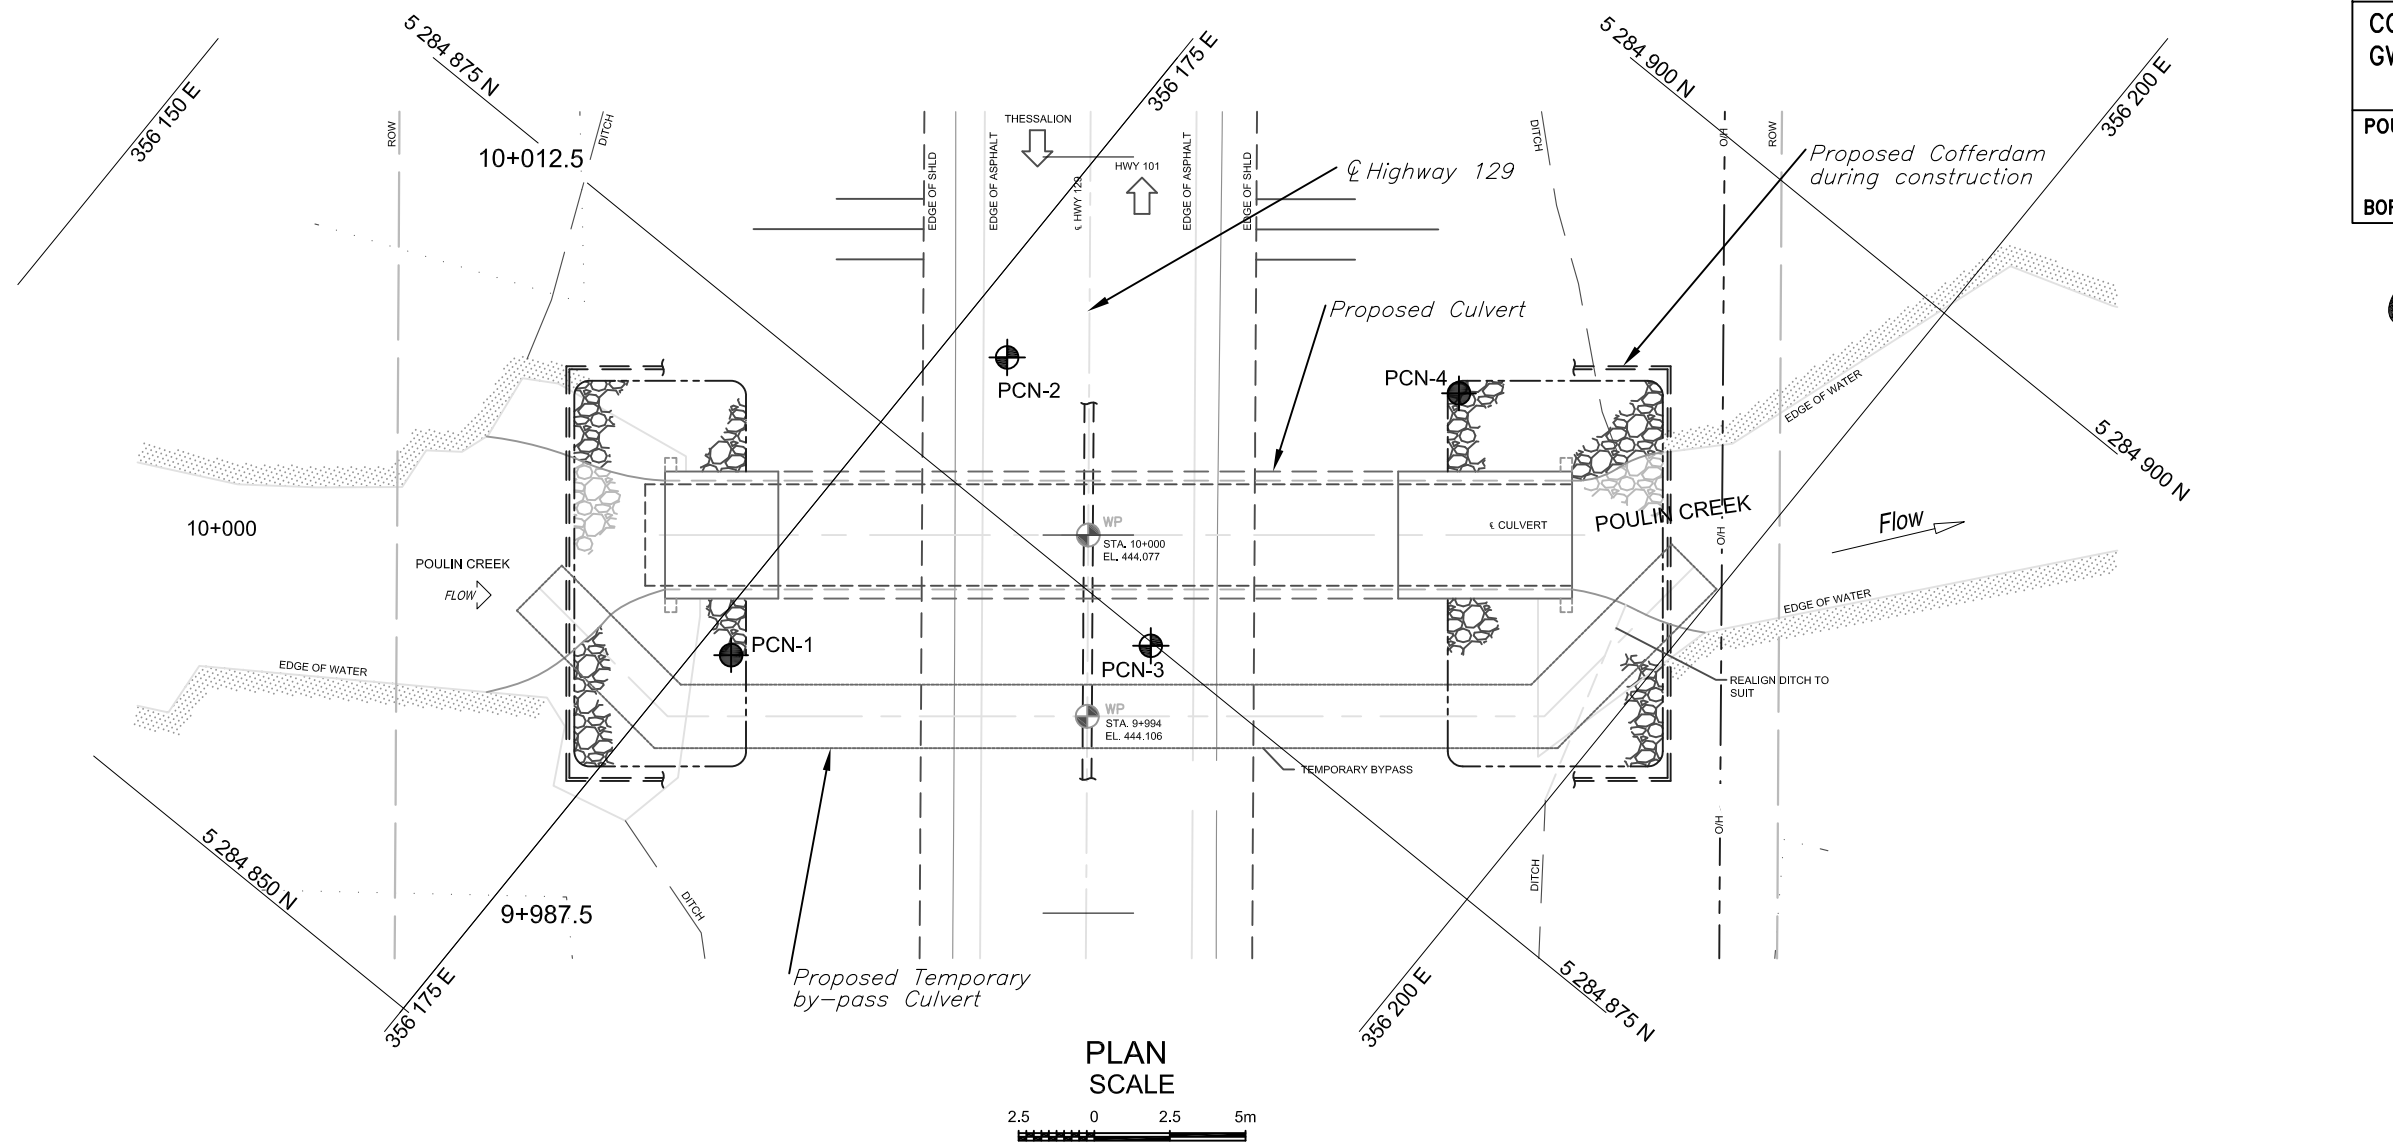 5 284 875 N
356 175 E
5 284 900 N
356 200 E
356 150 E
CO
GW
POU
BOR
ROW
DITCH
10+012.5
THESSALION
HWY 101
EDGE OF SHLD
EDGE OF ASPHALT
℄ HWY 129
EDGE OF ASPHALT
EDGE OF SHLD
℄ Highway 129
DITCH
O/H
ROW
Proposed Cofferdam
during construction
Proposed Culvert
PCN-2
PCN-4
EDGE OF WATER
5 284 900 N
10+000
WP
STA. 10+000
EL. 444.077
℄ CULVERT
POULIN CREEK
O/H
Flow
POULIN CREEK
FLOW
EDGE OF WATER
PCN-1
PCN-3
EDGE OF WATER
REALIGN DITCH TO
SUIT
WP
STA. 9+994
EL. 444.106
TEMPORARY BYPASS
O/H
5 284 850 N
9+987.5
DITCH
DITCH
Proposed Temporary
by-pass Culvert
356 175 E
356 200 E
5 284 875 N
PLAN
SCALE
2.5 0 2.5 5m